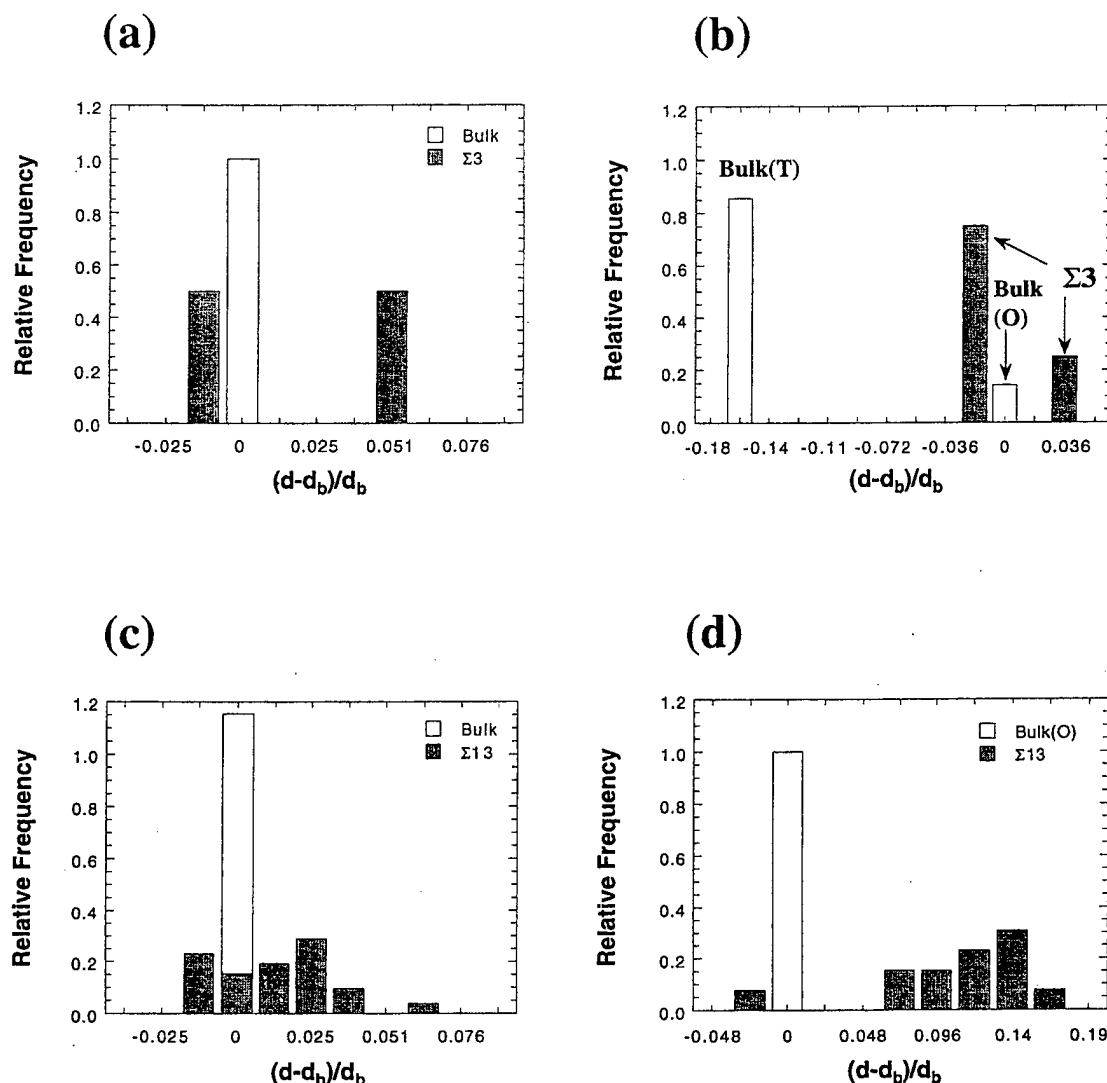 (a)
1.2
1.0
0.8
0.6
0.4
0.2
0.0
Relative Frequency
Bulk
Σ3
-0.025 0 0.025 0.051 0.076
(d-d_b)/d_b
(b)
1.2
1.0
0.8
0.6
0.4
0.2
0.0
Relative Frequency
Bulk(T)
Bulk
(O)
Σ3
-0.18 -0.14 -0.11 -0.072 -0.036 0 0.036
(d-d_b)/d_b
(c)
1.2
1.0
0.8
0.6
0.4
0.2
0.0
Relative Frequency
Bulk
Σ13
-0.025 0 0.025 0.051 0.076
(d-d_b)/d_b
(d)
1.2
1.0
0.8
0.6
0.4
0.2
0.0
Relative Frequency
Bulk(O)
Σ13
-0.048 0 0.048 0.096 0.14 0.19
(d-d_b)/d_b